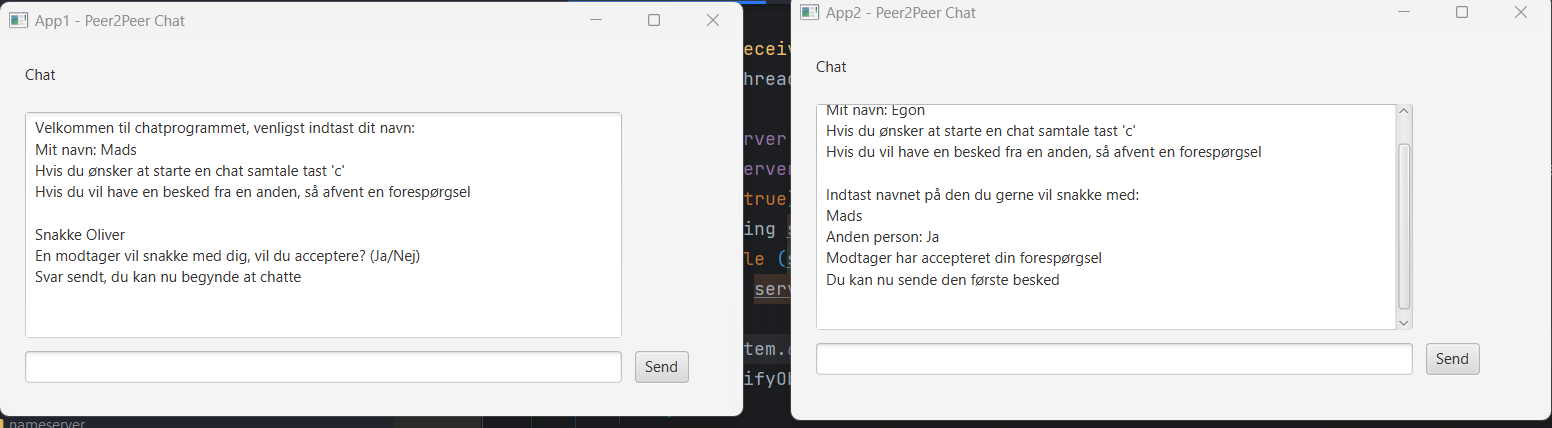 App1 - Peer2Peer Chat
Chat
Velkommen til chatprogrammet, venligst indtast dit navn:
Mit navn: Mads
Hvis du ønsker at starte en chat samtale tast 'c'
Hvis du vil have en besked fra en anden, så afvent en forespørgsel
Snakke Oliver
En modtager vil snakke med dig, vil du acceptere? (Ja/Nej)
Svar sendt, du kan nu begynde at chatte
Send
App2 - Peer2Peer Chat
Chat
Mit navn: Egon
Hvis du ønsker at starte en chat samtale tast 'c'
Hvis du vil have en besked fra en anden, så afvent en forespørgsel
Indtast navnet på den du gerne vil snakke med:
Mads
Anden person: Ja
Modtager har accepteret din forespørgsel
Du kan nu sende den første besked
Send
nameserver